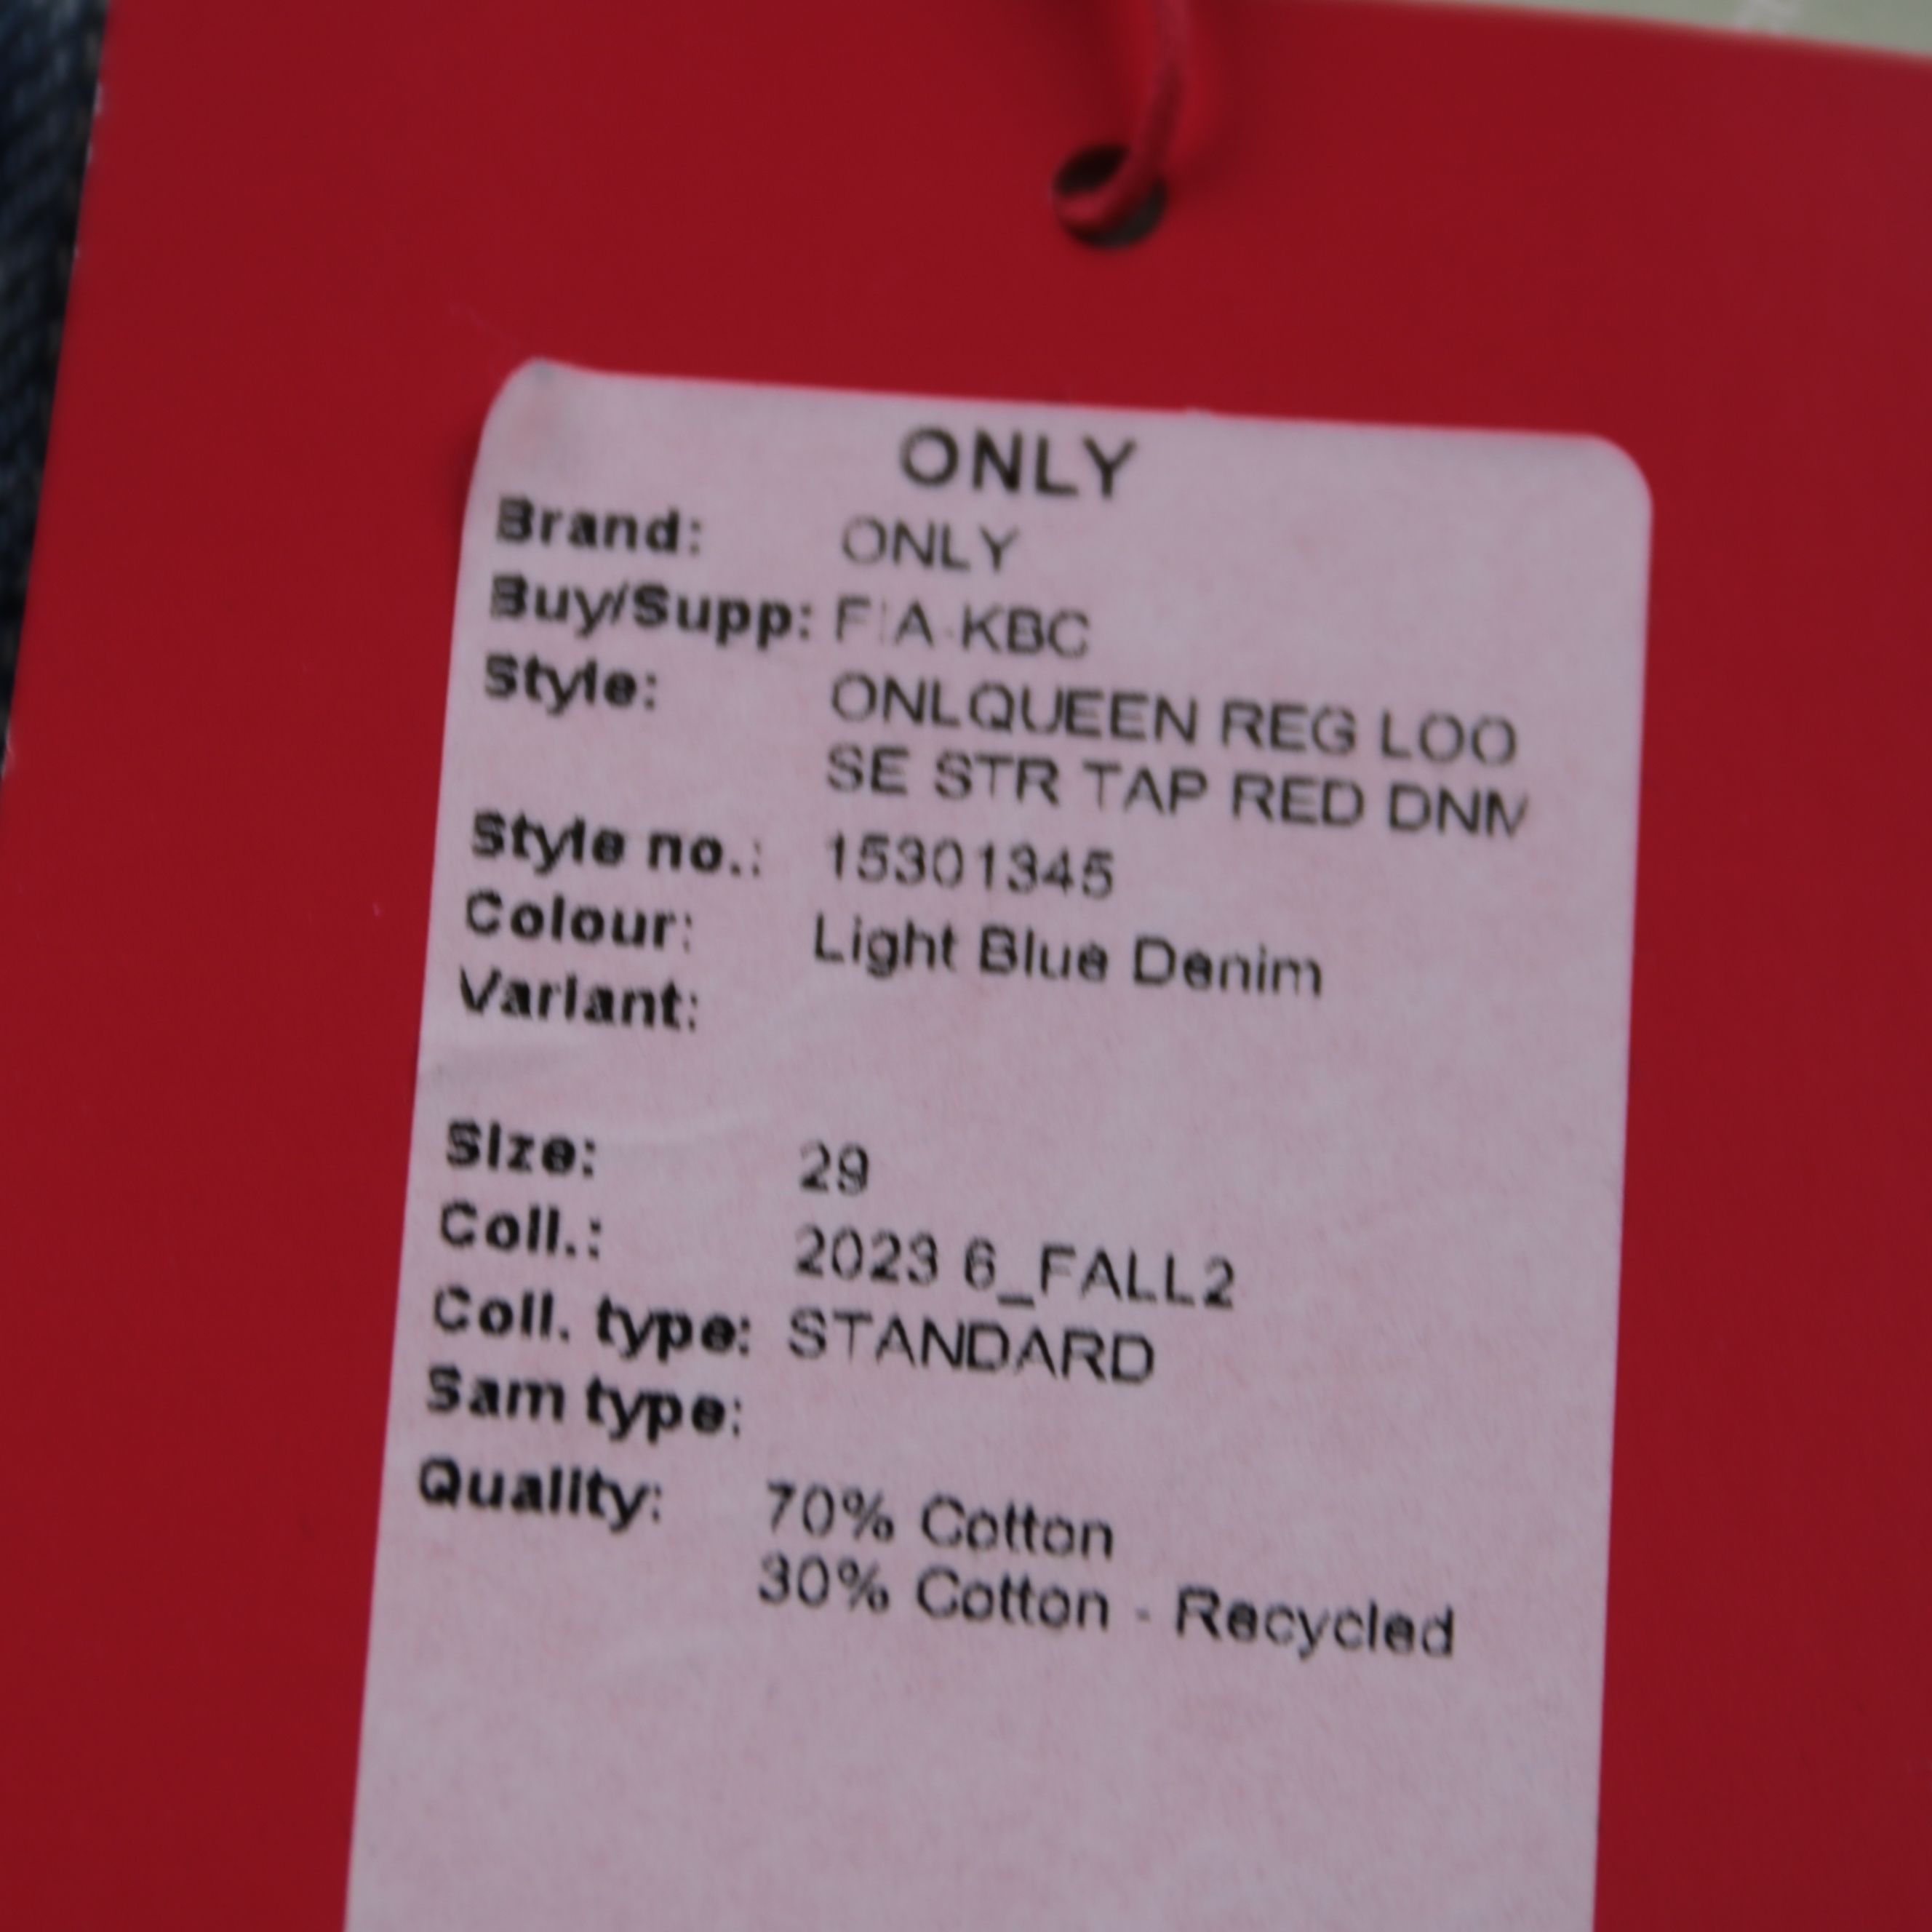 ONLY
Brand: ONLY
Buy/Supp: FIA-KBC
Style: ONLQUEEN REG LOO
SE STR TAP RED DNM
Style no.: 15301345
Colour: Light Blue Denim
Variant:
Size: 29
Coll.: 2023 6_FALL2
Coll. type: STANDARD
Sam type:
Quality: 70% Cotton
30% Cotton - Recycled